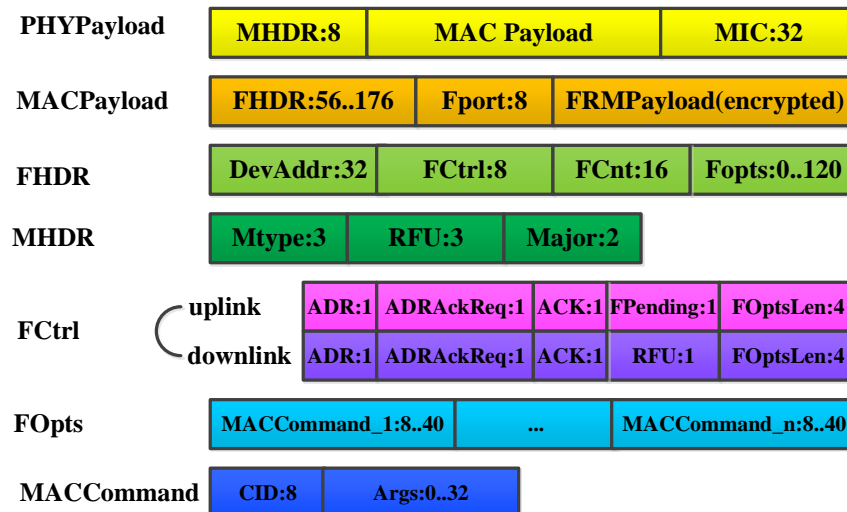 PHYPayload MHDR:8 MAC Payload MIC:32
MACPayload FHDR:56..176 Fport:8 FRMPayload(encrypted)
FHDR DevAddr:32 FCtrl:8 FCnt:16 Fopts:0..120
MHDR Mtype:3 RFU:3 Major:2
FCtrl
uplink ADR:1 ADRAckReq:1 ACK:1 FPending:1 FOptsLen:4
downlink ADR:1 ADRAckReq:1 ACK:1 RFU:1 FOptsLen:4
FOpts MACCommand_1:8..40 ... MACCommand_n:8..40
MACCommand CID:8 Args:0..32